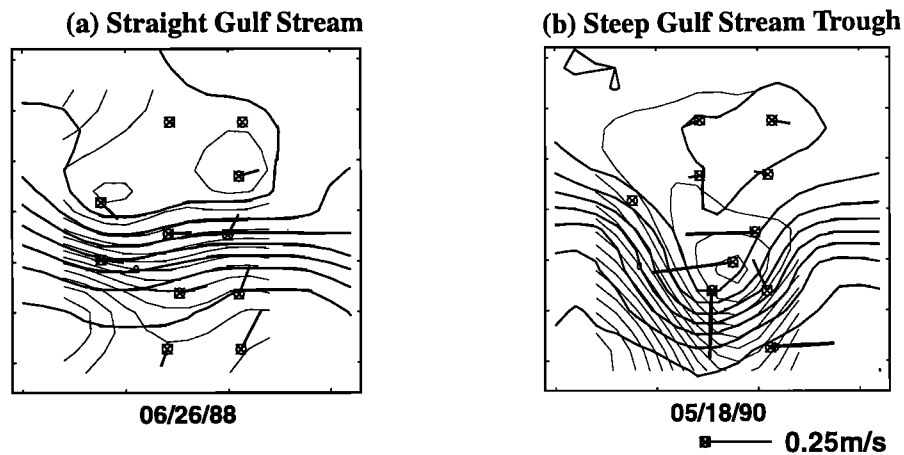 (a) Straight Gulf Stream
(b) Steep Gulf Stream Trough
06/26/88
05/18/90
0.25m/s